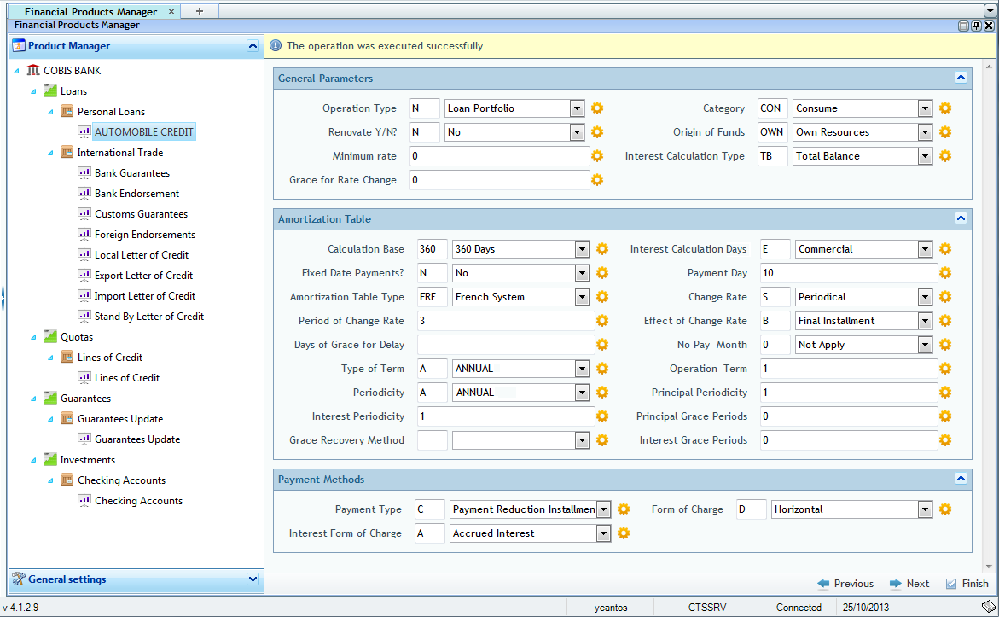 Financial Products Manager × +
Financial Products Manager
Product Manager
COBIS BANK
Loans
Personal Loans
AUTOMOBILE CREDIT
International Trade
Bank Guarantees
Bank Endorsement
Customs Guarantees
Foreign Endorsements
Local Letter of Credit
Export Letter of Credit
Import Letter of Credit
Stand By Letter of Credit
Quotas
Lines of Credit
Lines of Credit
Guarantees
Guarantees Update
Guarantees Update
Investments
Checking Accounts
Checking Accounts
General settings
The operation was executed successfully
General Parameters
Operation Type N Loan Portfolio Category CON Consume
Renovate Y/N? N No Origin of Funds OWN Own Resources
Minimum rate 0 Interest Calculation Type TB Total Balance
Grace for Rate Change 0
Amortization Table
Calculation Base 360 360 Days Interest Calculation Days E Commercial
Fixed Date Payments? N No Payment Day 10
Amortization Table Type FRE French System Change Rate S Periodical
Period of Change Rate 3 Effect of Change Rate B Final Installment
Days of Grace for Delay No Pay Month 0 Not Apply
Type of Term A ANNUAL Operation Term 1
Periodicity A ANNUAL Principal Periodicity 1
Interest Periodicity 1 Principal Grace Periods 0
Grace Recovery Method Interest Grace Periods 0
Payment Methods
Payment Type C Payment Reduction Installmen Form of Charge D Horizontal
Interest Form of Charge A Accrued Interest
Previous Next Finish
v 4.1.2.9 ycantos CTSSRV Connected 25/10/2013